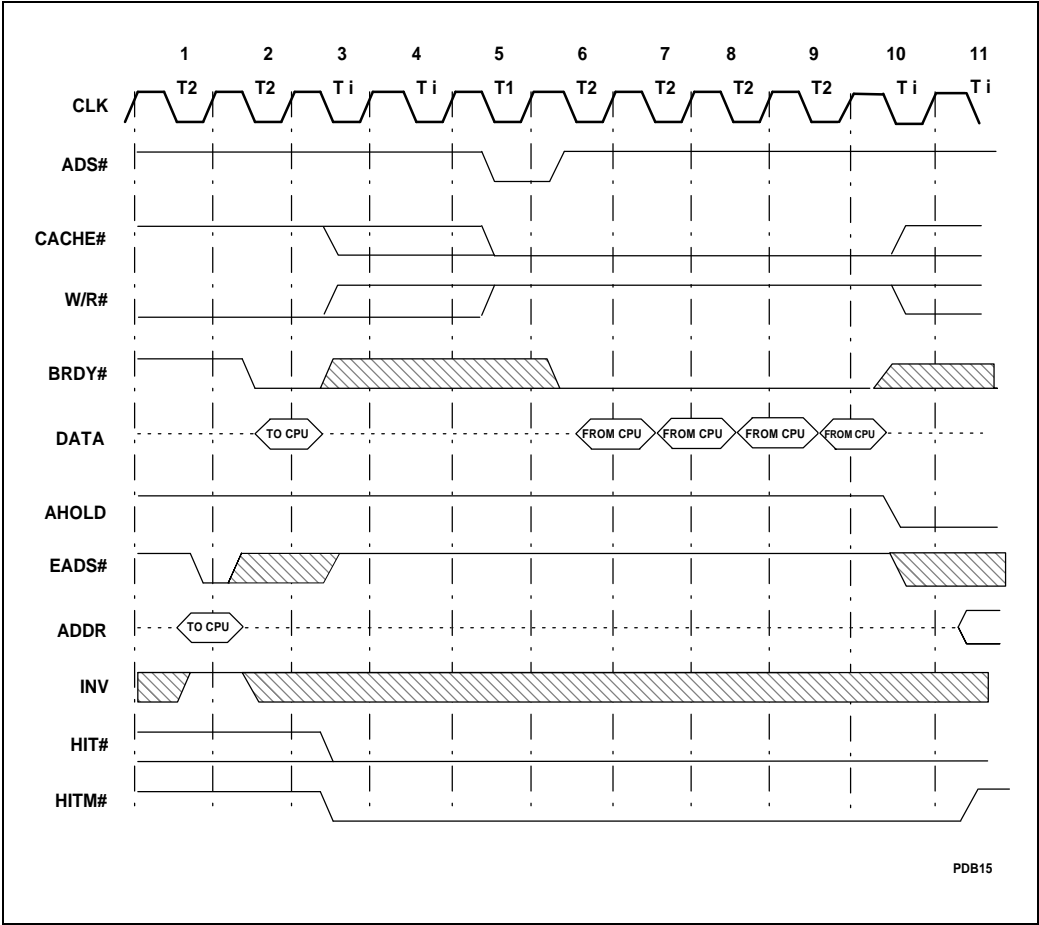 1 2 3 4 5 6 7 8 9 10 11
T2 T2 T i T i T1 T2 T2 T2 T2 T i T i
CLK
ADS#
CACHE#
W/R#
BRDY#
DATA TO CPU FROM CPU FROM CPU FROM CPU FROM CPU
AHOLD
EADS#
ADDR TO CPU
INV
HIT#
HITM#
PDB15